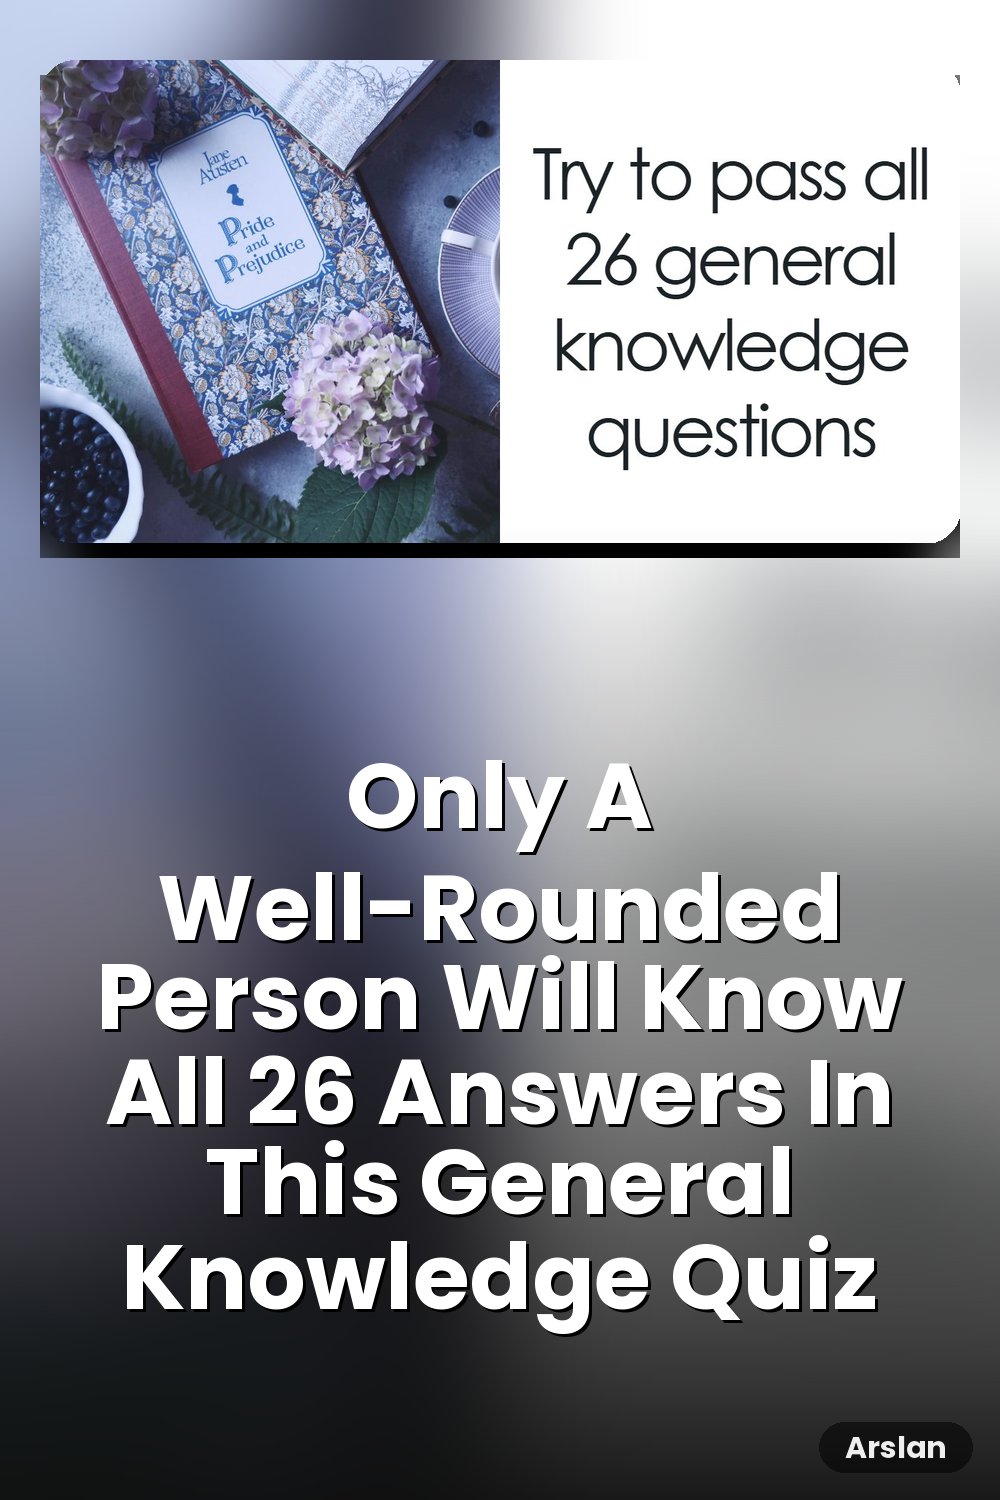 Jane
Austen
Pride
and
Prejudice
Try to pass all
26 general
knowledge
questions
Only A
Well-Rounded
Person Will Know
All 26 Answers In
This General
Knowledge Quiz
Arslan